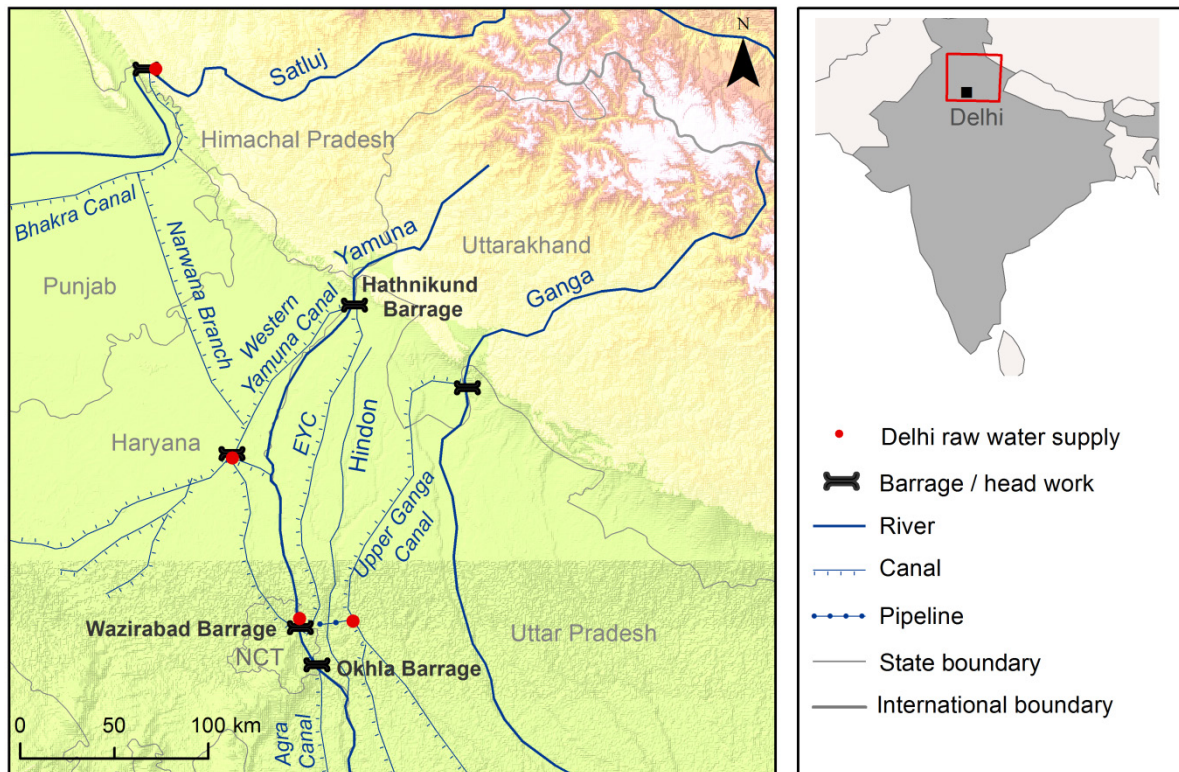 N
Satluj
Himachal Pradesh
Bhakra Canal
Narwana Branch
Punjab
Yamuna
Uttarakhand
Ganga
Hathnikund
Barrage
Western
Yamuna Canal
EYC
Hindon
Haryana
Upper Ganga
Canal
Wazirabad Barrage
NCT
Okhla Barrage
Uttar Pradesh
Agra
Canal
0 50 100 km
Delhi
Delhi raw water supply
Barrage / head work
River
Canal
Pipeline
State boundary
International boundary